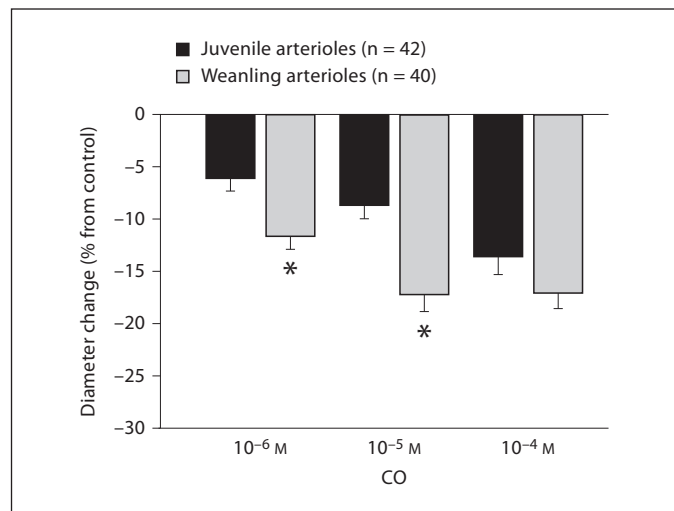 Juvenile arterioles (n = 42)
Weanling arterioles (n = 40)
0
–5
–10
–15
–20
–25
–30
Diameter change (% from control)
*
*
10⁻⁶ M
10⁻⁵ M
10⁻⁴ M
CO